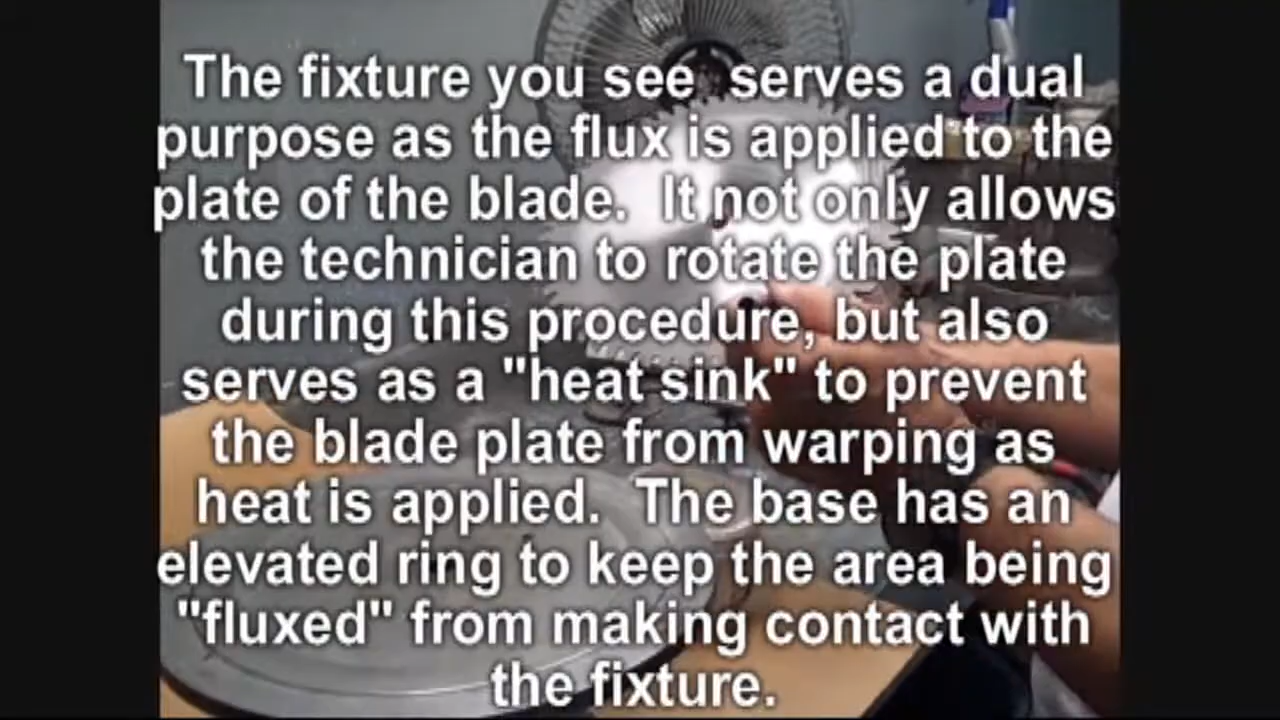 The fixture you see  serves a dual
purpose as the flux is applied to the
plate of the blade.  It not only allows
the technician to rotate the plate
during this procedure, but also
serves as a "heat sink" to prevent
the blade plate from warping as
heat is applied.  The base has an
elevated ring to keep the area being
"fluxed" from making contact with
the fixture.